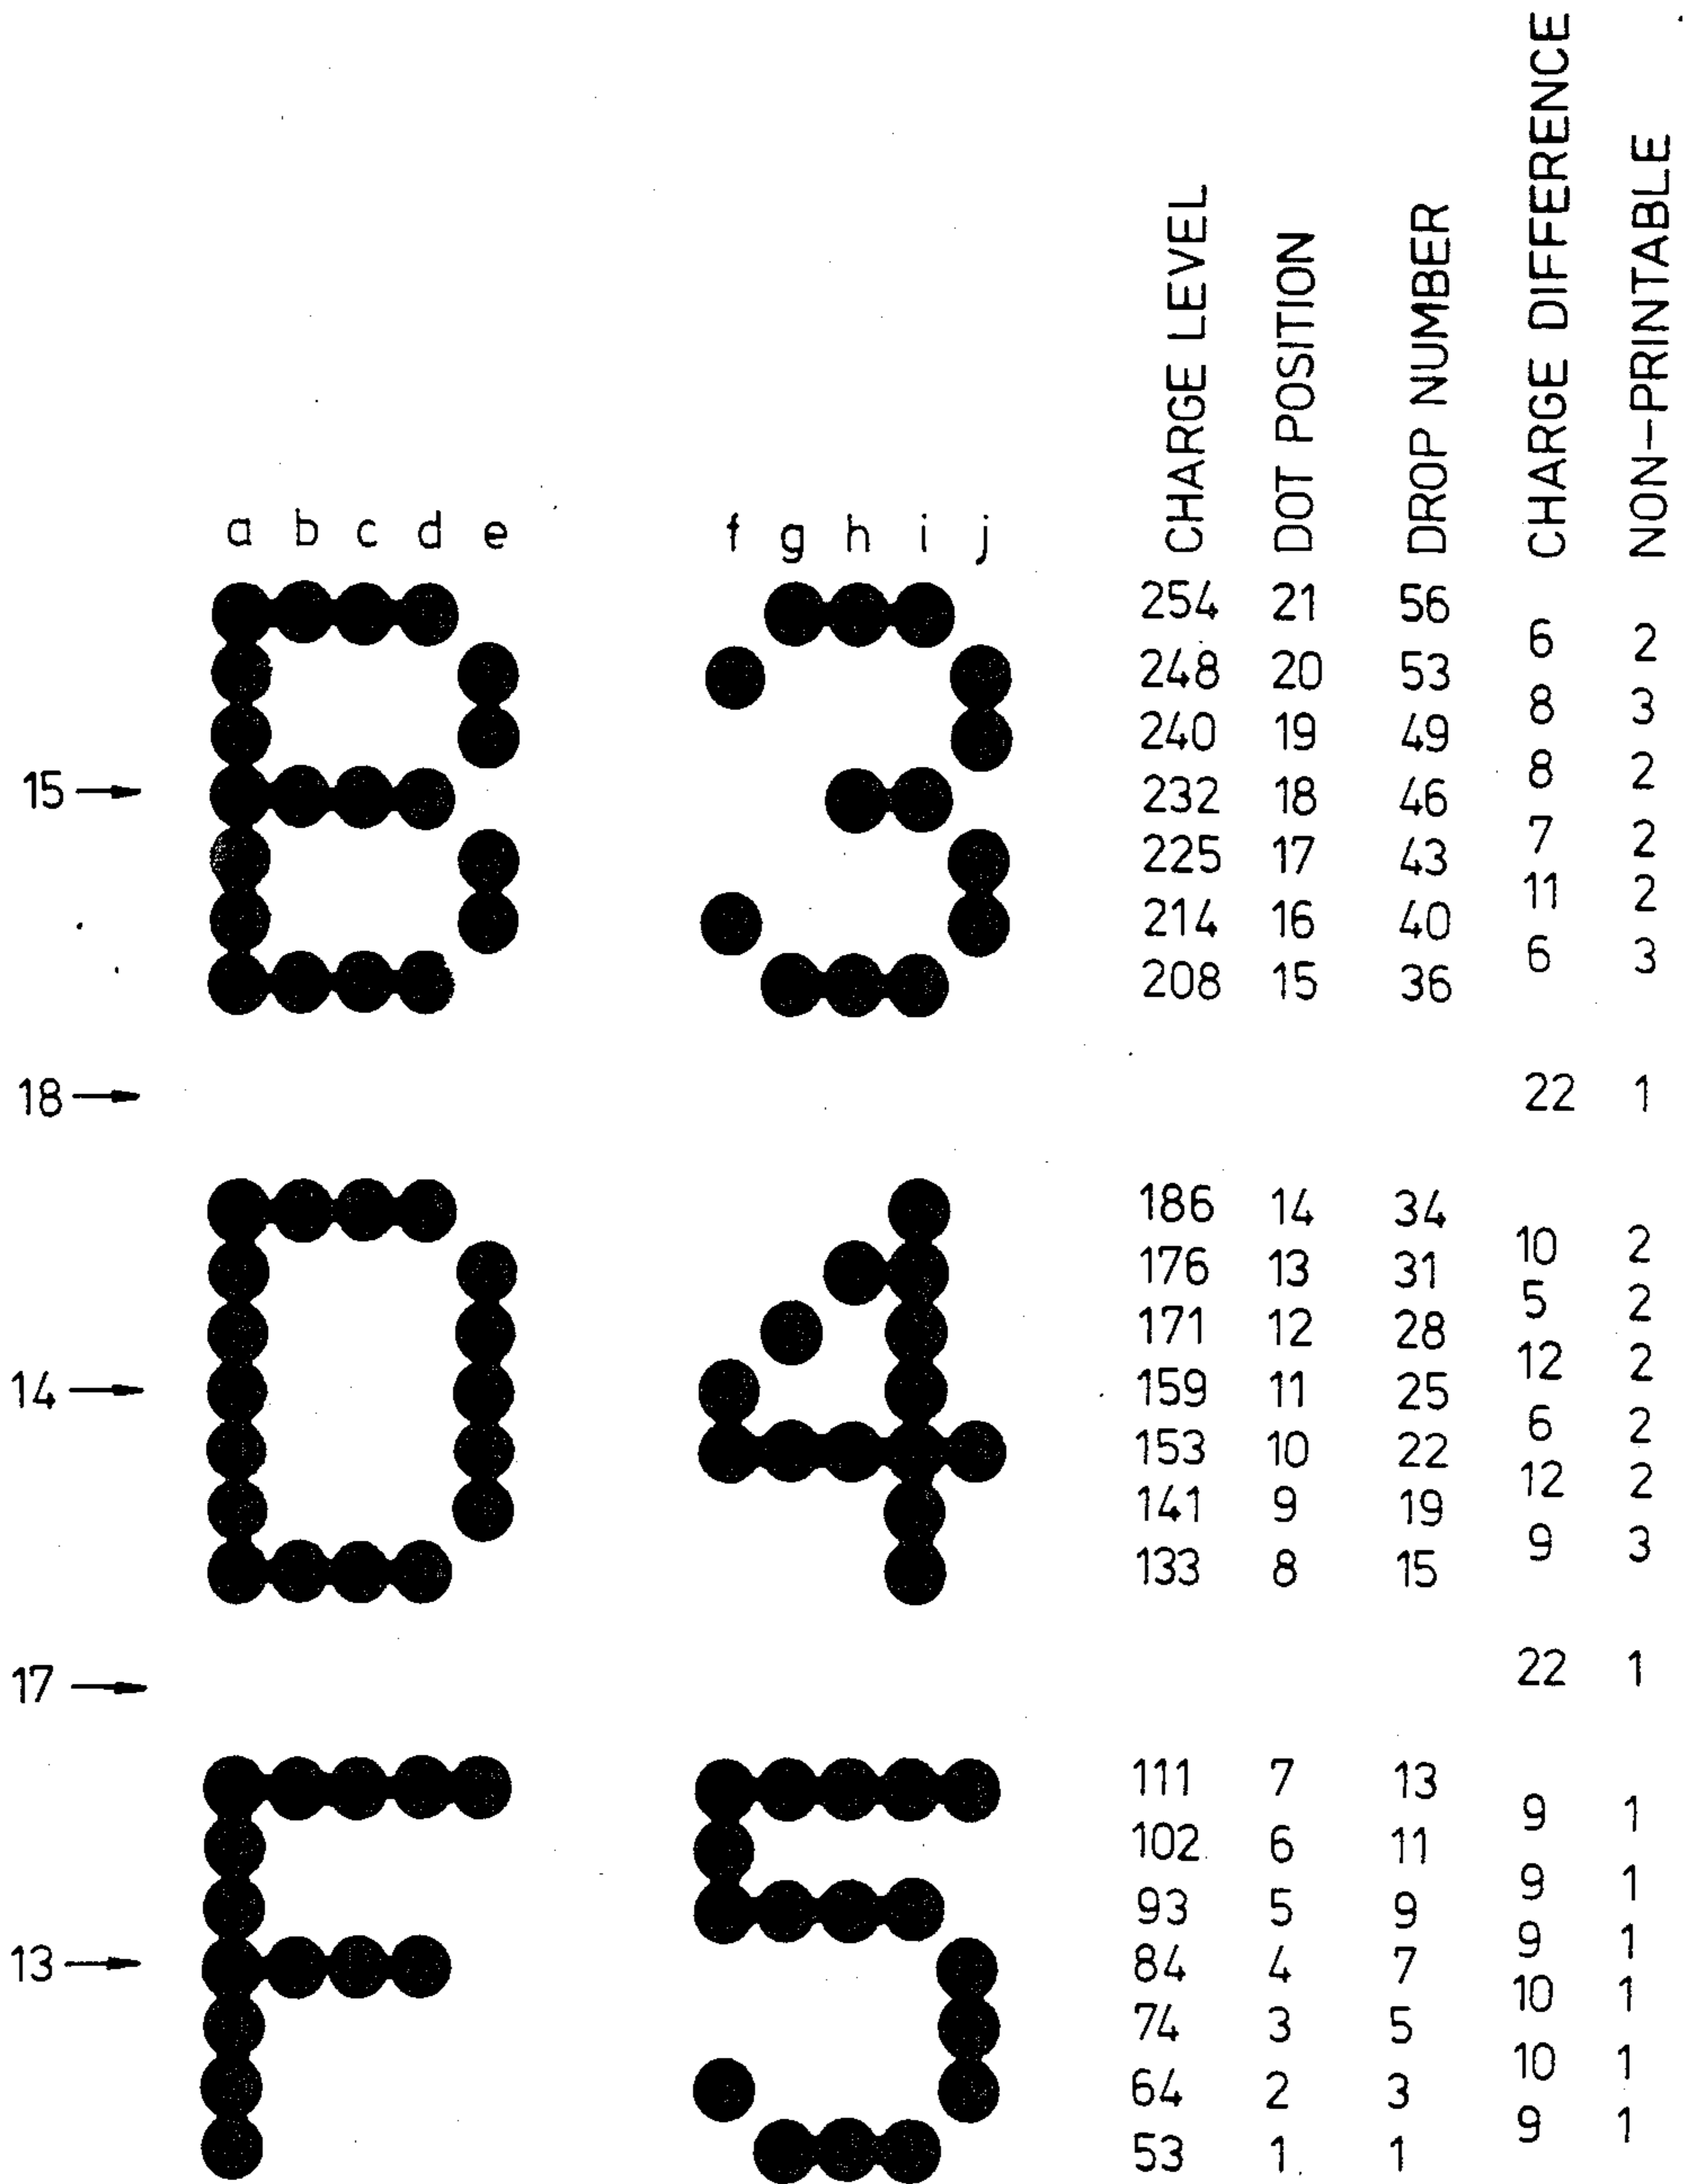 CHARGE LEVEL
DOT POSITION
DROP NUMBER
CHARGE DIFFERENCE
NON-PRINTABLE
a b c d e f g h i j
254 21 56
6 2
248 20 53
8 3
240 19 49
8 2
15 232 18 46
7 2
225 17 43
11 2
214 16 40
6 3
208 15 36
18 22 1
186 14 34
10 2
176 13 31
5 2
171 12 28
12 2
14 159 11 25
6 2
153 10 22
12 2
141 9 19
9 3
133 8 15
17 22 1
111 7 13
9 1
102 6 11
9 1
93 5 9
9 1
13 84 4 7
10 1
74 3 5
10 1
64 2 3
9 1
53 1 1
B 3
D 4
F 5